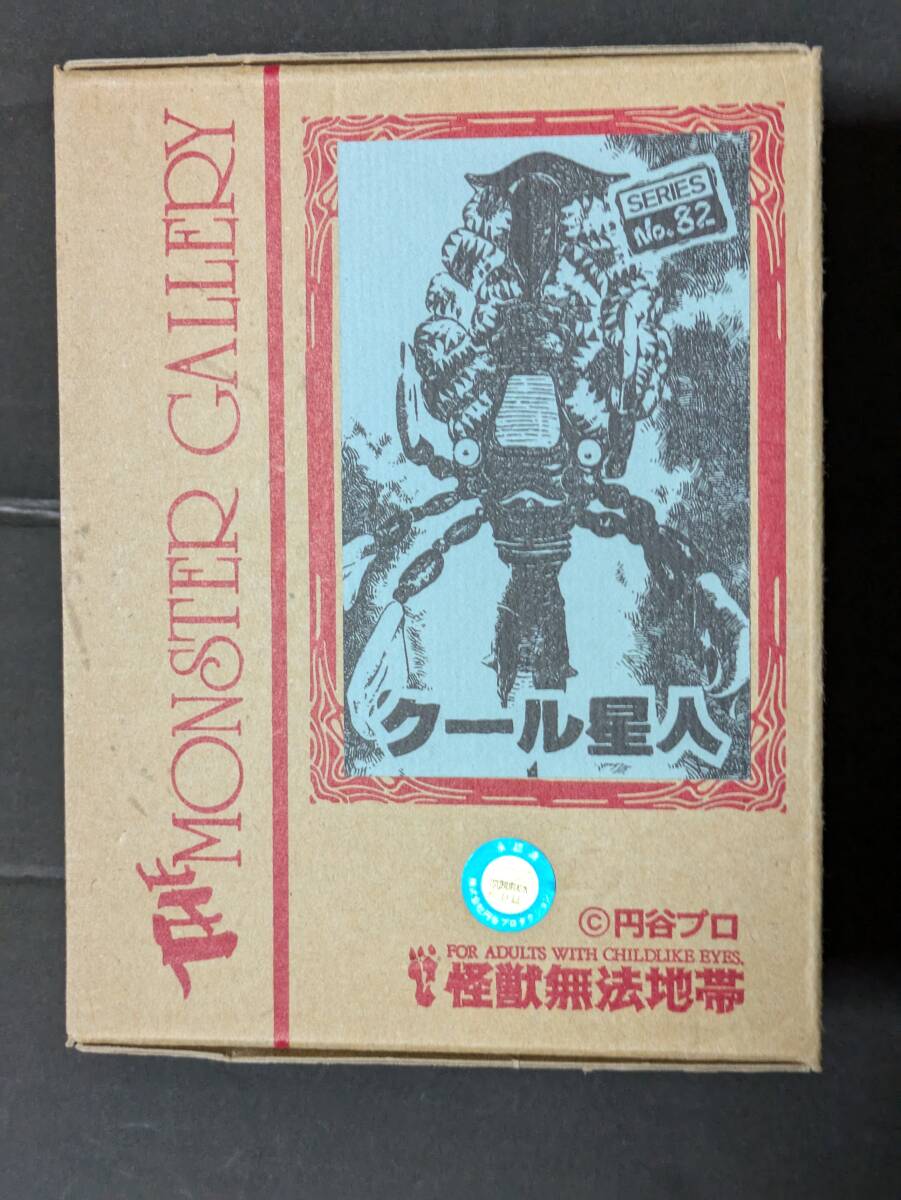 THE MONSTER GALLERY
SERIES
No.82
クール星人
©円谷プロ
FOR ADULTS WITH CHILDLIKE EYES.
怪獣無法地帯